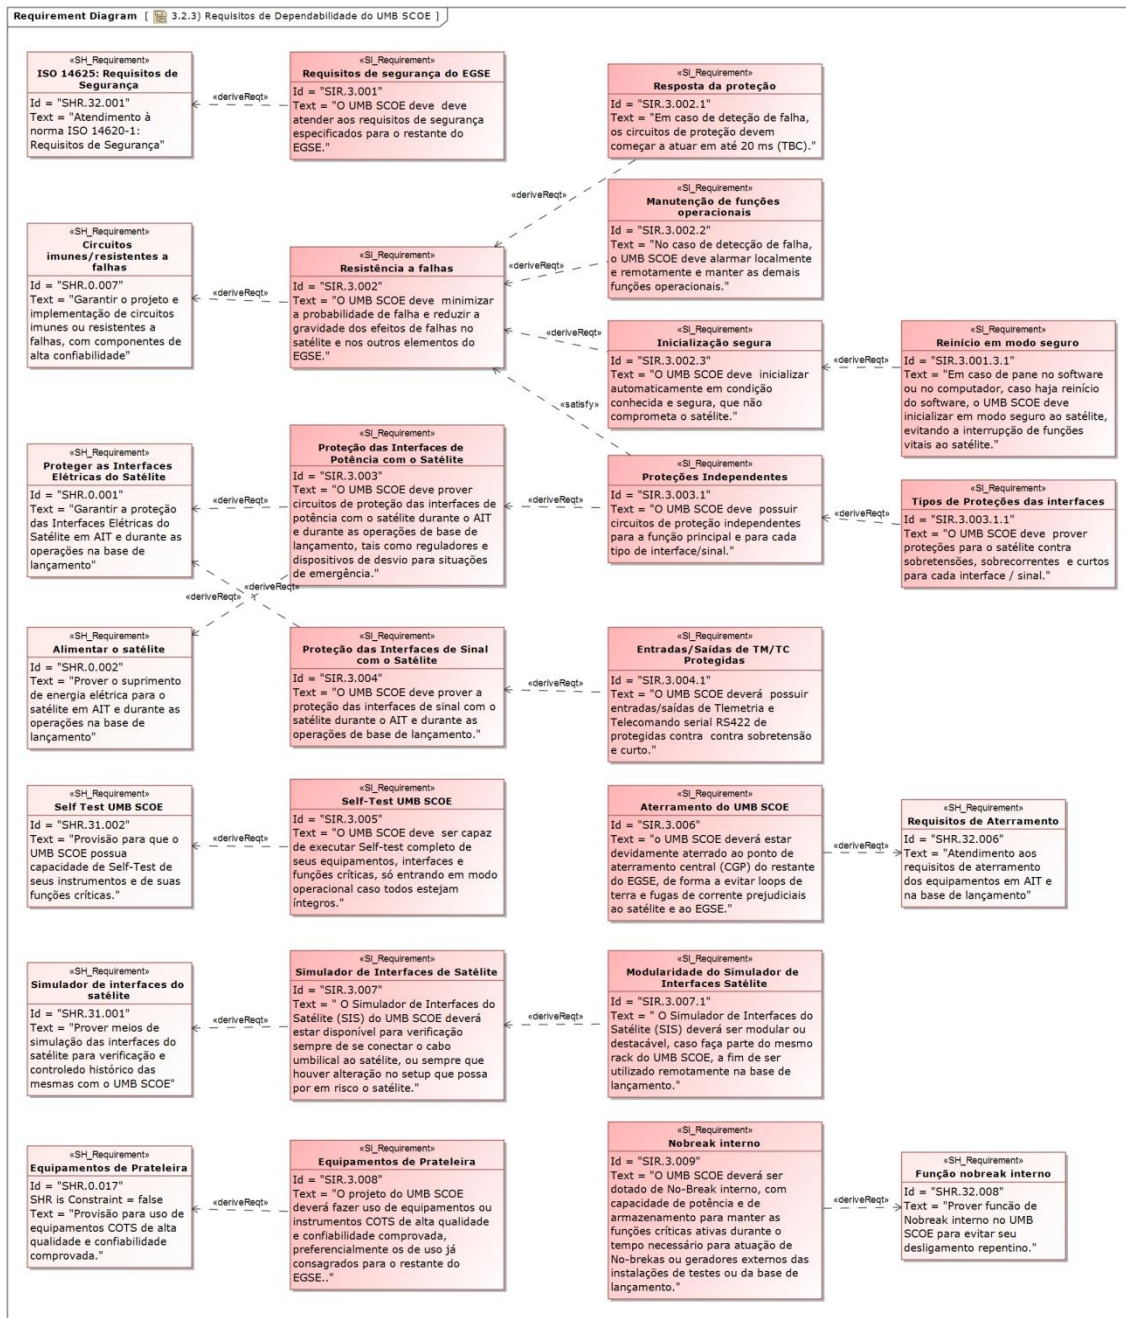 Requirement Diagram [ 3.2.3) Requisitos de Dependabilidade do UMB SCOE ]
«SH_Requirement»
ISO 14625: Requisitos de
Segurança
Id = "SHR.32.001"
Text = "Atendimento à
norma ISO 14620-1:
Requisitos de Segurança"
«deriveReqt»
«SI_Requirement»
Requisitos de segurança do EGSE
Id = "SIR.3.001"
Text = "O UMB SCOE deve  deve
atender aos requisitos de segurança
especificados para o restante do
EGSE."
«SI_Requirement»
Resposta da proteção
Id = "SIR.3.002.1"
Text = "Em caso de deteção de falha,
os circuitos de proteção devem
começar a atuar em até 20 ms (TBC)."
«deriveReqt»
«SI_Requirement»
Manutenção de funções
operacionais
Id = "SIR.3.002.2"
Text = "No caso de detecção de falha,
o UMB SCOE deve alarmar localmente
e remotamente e manter as demais
funções operacionais."
«deriveReqt»
«SH_Requirement»
Circuitos
imunes/resistentes a
falhas
Id = "SHR.0.007"
Text = "Garantir o projeto e
implementação de circuitos
imunes ou resistentes a
falhas, com componentes de
alta confiabilidade"
«deriveReqt»
«SI_Requirement»
Resistência a falhas
Id = "SIR.3.002"
Text = "O UMB SCOE deve  minimizar
a probabilidade de falha e reduzir a
gravidade dos efeitos de falhas no
satélite e nos outros elementos do
EGSE."
«deriveReqt»
«SI_Requirement»
Inicialização segura
Id = "SIR.3.002.3"
Text = "O UMB SCOE deve  inicializar
automaticamente em condição
conhecida e segura, que não
comprometa o satélite."
«deriveReqt»
«SI_Requirement»
Reinício em modo seguro
Id = "SIR.3.001.3.1"
Text = "Em caso de pane no software
ou no computador, caso haja reinício
do software, o UMB SCOE deve
inicializar em modo seguro ao satélite,
evitando a interrupção de funções
vitais ao satélite."
«satisfy»
«SH_Requirement»
Proteger as Interfaces
Elétricas do Satélite
Id = "SHR.0.001"
Text = "Garantir a proteção
das Interfaces Elétricas do
Satélite em AIT e durante as
operações na base de
lançamento"
«deriveReqt»
«SI_Requirement»
Proteção das Interfaces de
Potência com o Satélite
Id = "SIR.3.003"
Text = "O UMB SCOE deve prover
circuitos de proteção das interfaces de
potência com o satélite durante o AIT
e durante as operações de base de
lançamento, tais como reguladores e
dispositivos de desvio para situações
de emergência."
«deriveReqt»
«SI_Requirement»
Proteções Independentes
Id = "SIR.3.003.1"
Text = "O UMB SCOE deve  possuir
circuitos de proteção independentes
para a função principal e para cada
tipo de interface/sinal."
«deriveReqt»
«SI_Requirement»
Tipos de Proteções das interfaces
Id = "SIR.3.003.1.1"
Text = "O UMB SCOE deve  prover
proteções para o satélite contra
sobretensões, sobrecorrentes  e curtos
para cada interface / sinal."
«deriveReqt»
«deriveReqt»
«SH_Requirement»
Alimentar o satélite
Id = "SHR.0.002"
Text = "Prover o suprimento
de energia elétrica para o
satélite em AIT e durante as
operações na base de
lançamento"
«SI_Requirement»
Proteção das Interfaces de Sinal
com o Satélite
Id = "SIR.3.004"
Text = "O UMB SCOE deve prover a
proteção das interfaces de sinal com o
satélite durante o AIT e durante as
operações de base de lançamento."
«deriveReqt»
«SI_Requirement»
Entradas/Saídas de TM/TC
Protegidas
Id = "SIR.3.004.1"
Text = "O UMB SCOE deverá  possuir
entradas/saídas de Tlemetria e
Telecomando serial RS422 de
protegidas contra  contra sobretensão
e curto."
«SH_Requirement»
Self Test UMB SCOE
Id = "SHR.31.002"
Text = "Provisão para que o
UMB SCOE possua
capacidade de Self-Test de
seus instrumentos e de suas
funções críticas."
«deriveReqt»
«SI_Requirement»
Self-Test UMB SCOE
Id = "SIR.3.005"
Text = "O UMB SCOE deve  ser capaz
de executar Self-test completo de
seus equipamentos, interfaces e
funções críticas, só entrando em modo
operacional caso todos estejam
íntegros."
«SI_Requirement»
Aterramento do UMB SCOE
Id = "SIR.3.006"
Text = "o UMB SCOE deverá estar
devidamente aterrado ao ponto de
aterramento central (CGP) do restante
do EGSE, de forma a evitar loops de
terra e fugas de corrente prejudiciais
ao satélite e ao EGSE."
«deriveReqt»
«SH_Requirement»
Requisitos de Aterramento
Id = "SHR.32.006"
Text = "Atendimento aos
requisitos de aterramento
dos equipamentos em AIT e
na base de lançamento"
«SH_Requirement»
Simulador de interfaces do
satélite
Id = "SHR.31.001"
Text = "Prover meios de
simulação das interfaces do
satélite para verificação e
controledo histórico das
mesmas com o UMB SCOE"
«deriveReqt»
«SI_Requirement»
Simulador de Interfaces de Satélite
Id = "SIR.3.007"
Text = " O Simulador de Interfaces do
Satélite (SIS) do UMB SCOE deverá
estar disponível para verificação
sempre de se conectar o cabo
umbilical ao satélite, ou sempre que
houver alteração no setup que possa
por em risco o satélite."
«deriveReqt»
«SI_Requirement»
Modularidade do Simulador de
Interfaces Satélite
Id = "SIR.3.007.1"
Text = " O Simulador de Interfaces do
Satélite (SIS) deverá ser modular ou
destacável, caso faça parte do mesmo
rack do UMB SCOE, a fim de ser
utilizado remotamente na base de
lançamento."
«SH_Requirement»
Equipamentos de Prateleira
Id = "SHR.0.017"
SHR is Constraint = false
Text = "Provisão para uso de
equipamentos COTS de alta
qualidade e confiabilidade
comprovada."
«deriveReqt»
«SI_Requirement»
Equipamentos de Prateleira
Id = "SIR.3.008"
Text = "O projeto do UMB SCOE
deverá fazer uso de equipamentos ou
instrumentos COTS de alta qualidade
e confiabilidade comprovada,
preferencialmente os de uso já
consagrados para o restante do
EGSE.."
«SI_Requirement»
Nobreak interno
Id = "SIR.3.009"
Text = "O UMB SCOE deverá ser
dotado de No-Break interno, com
capacidade de potência e de
armazenamento para manter as
funções críticas ativas durante o
tempo necessário para atuação de
No-brekas ou geradores externos das
instalações de testes ou da base de
lançamento."
«deriveReqt»
«SH_Requirement»
Função nobreak interno
Id = "SHR.32.008"
Text = "Prover funcão de
Nobreak interno no UMB
SCOE para evitar seu
desligamento repentino."